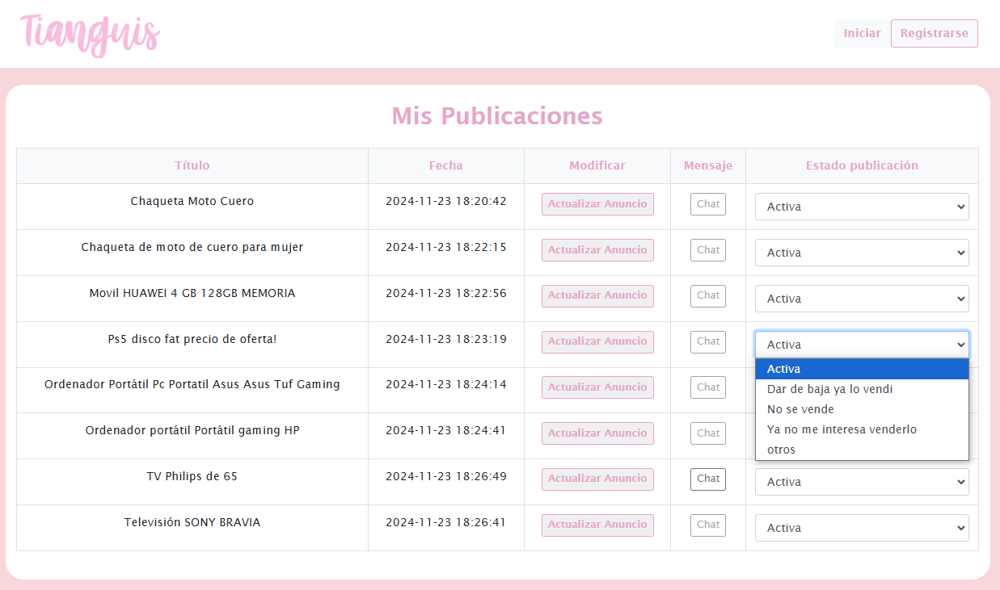 Tianguis
Iniciar Registrarse
Mis Publicaciones
Título Fecha Modificar Mensaje Estado publicación
Chaqueta Moto Cuero 2024-11-23 18:20:42 Actualizar Anuncio Chat Activa
Chaqueta de moto de cuero para mujer 2024-11-23 18:22:15 Actualizar Anuncio Chat Activa
Movil HUAWEI 4 GB 128GB MEMORIA 2024-11-23 18:22:56 Actualizar Anuncio Chat Activa
Ps5 disco fat precio de oferta! 2024-11-23 18:23:19 Actualizar Anuncio Chat Activa
Activa
Dar de baja ya lo vendi
No se vende
Ya no me interesa venderlo
otros
Ordenador Portátil Pc Portatil Asus Asus Tuf Gaming 2024-11-23 18:24:14 Actualizar Anuncio Chat
Ordenador portátil Portátil gaming HP 2024-11-23 18:24:41 Actualizar Anuncio Chat
TV Philips de 65 2024-11-23 18:26:49 Actualizar Anuncio Chat Activa
Televisión SONY BRAVIA 2024-11-23 18:26:41 Actualizar Anuncio Chat Activa